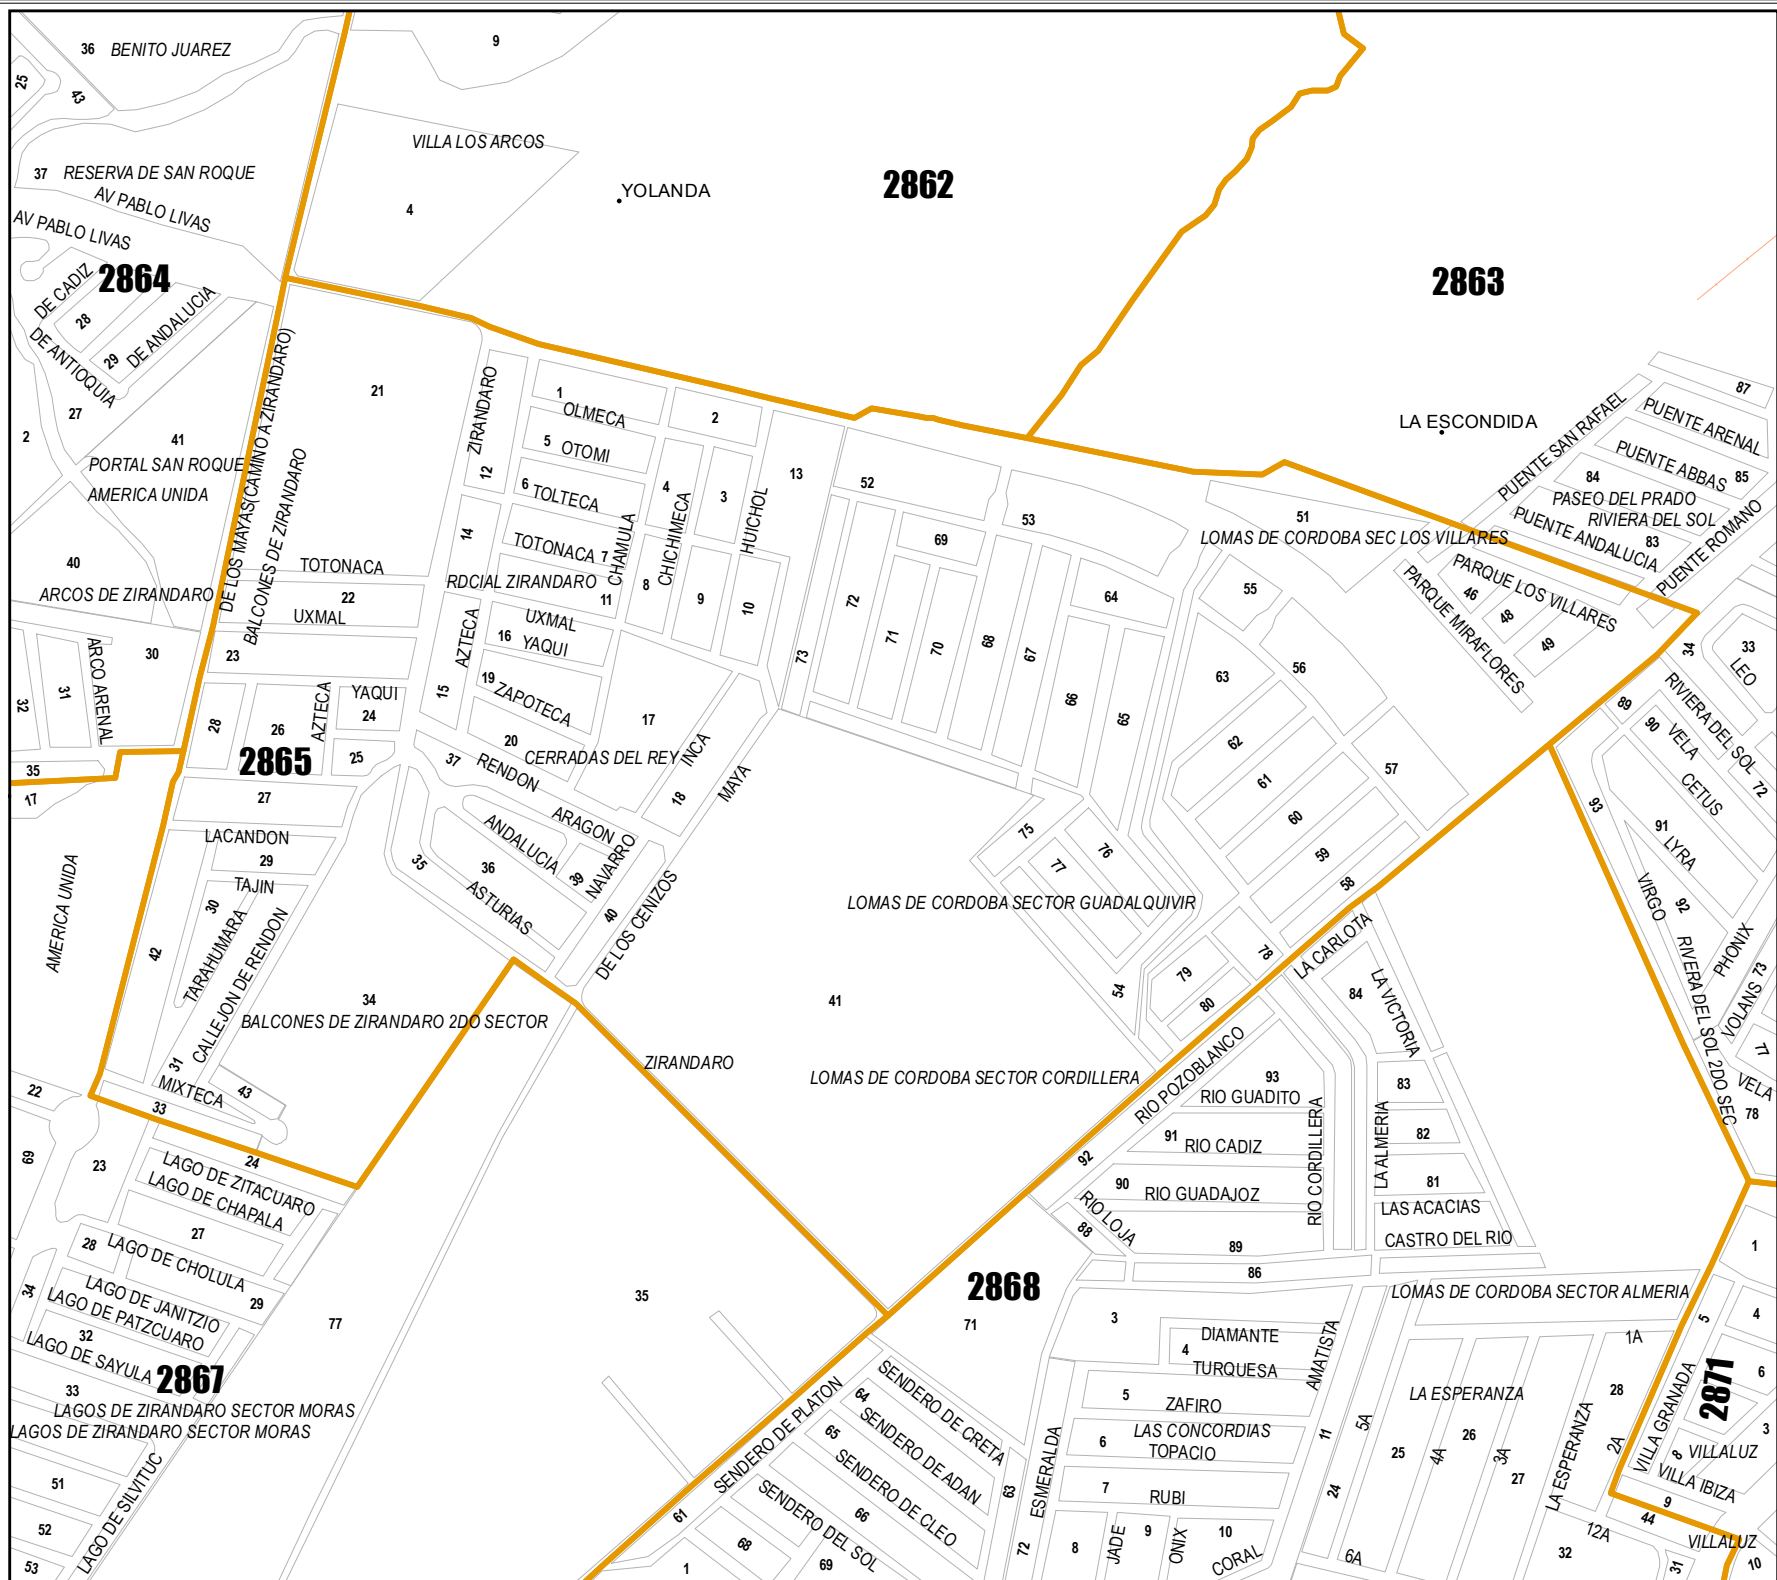 36 BENITO JUAREZ
9
25
43
VILLA LOS ARCOS
37 RESERVA DE SAN ROQUE
YOLANDA
2862
AV PABLO LIVAS
4
AV PABLO LIVAS
2864
2863
DE CADIZ
28
DE ANDALUCIA
29
DE ANTIOQUIA
27
2
41
PORTAL SAN ROQUE
AMERICA UNIDA
DE LOS MAYAS(CAMINO A ZIRANDARO)
BALCONES DE ZIRANDARO
21
ZIRANDARO
12
1
OLMECA
2
5 OTOMI
6
TOLTECA
4
3
13
14
TOTONACA 7
CHAMULA
CHICHIMECA
HUICHOL
52
53
51
69
LA ESCONDIDA
87
PUENTE SAN RAFAEL
PUENTE ARENAL
PUENTE ABBAS 85
84
PASEO DEL PRADO
RIVIERA DEL SOL
PUENTE ANDALUCIA
83
PUENTE ROMANO
LOMAS DE CORDOBA SEC LOS VILLARES
40
ARCOS DE ZIRANDARO
TOTONACA
22
UXMAL
23
RDCIAL ZIRANDARO
11
8
9
10
AZTECA
16
UXMAL
YAQUI
19
ZAPOTECA
15
17
20
CERRADAS DEL REY
INCA
18
MAYA
73
72
71
70
68
67
66
65
64
55
56
63
62
61
60
59
58
57
PARQUE LOS VILLARES
46
48
49
PARQUE MIRAFLORES
34
33
LEO
RIVIERA DEL SOL
89
90
VELA
CETUS
72
91
LYRA
92
93
VIRGO
PHONIX
73
VOLANS
RIVERA DEL SOL 2DO SEC
77
VELA
78
ARCO ARENAL
30
31
32
35
17
28
26
AZTECA
YAQUI
24
25
2865
27
LACANDON
29
TAJIN
30
TARAHUMARA
CALLEJON DE RENDON
42
31
MIXTECA
33
43
34
BALCONES DE ZIRANDARO 2DO SECTOR
AMERICA UNIDA
37
RENDON
ARAGON
ANDALUCIA
36
ASTURIAS
35
39
NAVARRO
40
DE LOS CENIZOS
75
77
76
LOMAS DE CORDOBA SECTOR GUADALQUIVIR
41
54
79
80
78
ZIRANDARO
LOMAS DE CORDOBA SECTOR CORDILLERA
LA CARLOTA
84
LA VICTORIA
83
82
81
LA ALMERIA
LAS ACACIAS
CASTRO DEL RIO
RIO POZOBLANCO
93
RIO GUADITO
91
RIO CADIZ
92
90
RIO GUADAJOZ
RIO CORDILLERA
RIO LOJA
88
89
86
22
69
23
24
LAGO DE ZITACUARO
LAGO DE CHAPALA
27
28
LAGO DE CHOLULA
29
34
LAGO DE JANITZIO
LAGO DE PATZCUARO
32
LAGO DE SAYULA
2867
33
LAGOS DE ZIRANDARO SECTOR MORAS
LAGOS DE ZIRANDARO SECTOR MORAS
51
52
53
LAGO DE SILVITUC
77
35
2868
71
3
DIAMANTE
4
TURQUESA
AMATISTA
5
ZAFIRO
6
LAS CONCORDIAS
TOPACIO
7
RUBI
8
JADE
9
ONIX
10
CORAL
ESMERALDA
63
72
SENDERO DE PLATON
SENDERO DE CRETA
64
SENDERO DE ADAN
65
SENDERO DE CLEO
66
SENDERO DEL SOL
61
68
69
1
LOMAS DE CORDOBA SECTOR ALMERIA
1A
LA ESPERANZA
28
5A
11
24
25
4A
26
3A
27
LA ESPERANZA
2A
12A
6A
32
31
44
9
1
4
5
6
3
2871
VILLA GRANADA
8 VILLALUZ
VILLA IBIZA
VILLALUZ
10